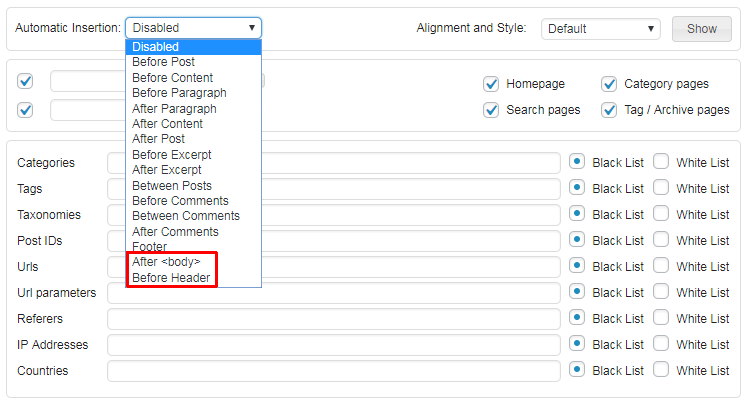 Automatic Insertion: Disabled Alignment and Style: Default Show
Disabled
Before Post
Before Content
Before Paragraph
After Paragraph
After Content
After Post
Before Excerpt
After Excerpt
Between Posts
Before Comments
Between Comments
After Comments
Footer
After <body>
Before Header
Homepage Category pages
Search pages Tag / Archive pages
Categories Black List White List
Tags Black List White List
Taxonomies Black List White List
Post IDs Black List White List
Urls Black List White List
Url parameters Black List White List
Referers Black List White List
IP Addresses Black List White List
Countries Black List White List